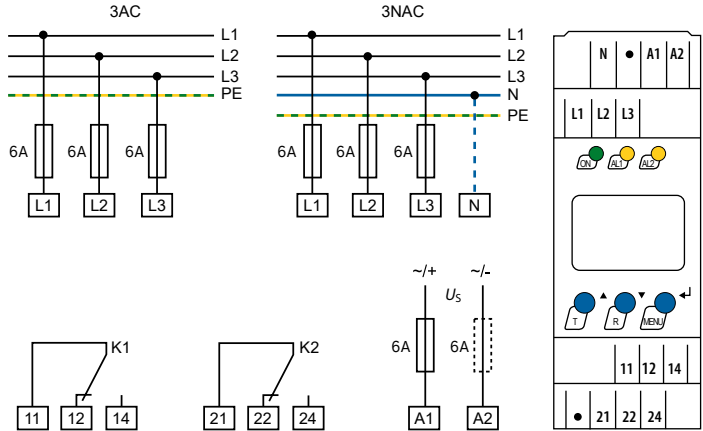 3AC 3NAC
L1 L1
L2 L2
L3 L3
PE N
PE
6A 6A 6A 6A 6A 6A
L1 L2 L3 L1 L2 L3 N
N A1 A2
L1 L2 L3
ON AL1 AL2
~/+ ~/-
US
K1 K2 6A 6A
11 12 14 21 22 24 A1 A2
T R MENU
11 12 14
21 22 24